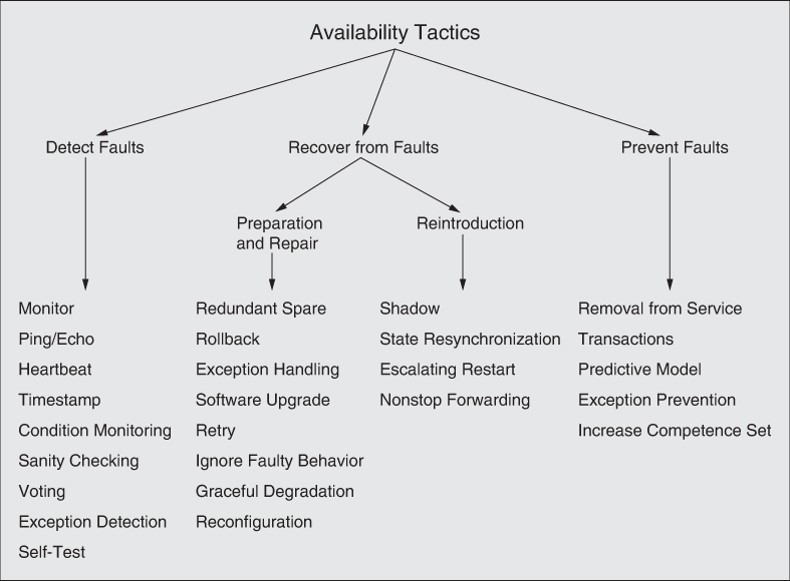 Availability Tactics
Detect Faults
Recover from Faults
Prevent Faults
Preparation
and Repair
Reintroduction
Monitor
Ping/Echo
Heartbeat
Timestamp
Condition Monitoring
Sanity Checking
Voting
Exception Detection
Self-Test
Redundant Spare
Rollback
Exception Handling
Software Upgrade
Retry
Ignore Faulty Behavior
Graceful Degradation
Reconfiguration
Shadow
State Resynchronization
Escalating Restart
Nonstop Forwarding
Removal from Service
Transactions
Predictive Model
Exception Prevention
Increase Competence Set